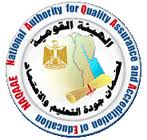 NAQAAE National Authority for Quality Assurance and Accreditation of Education
الهيئة القومية
لضمان جودة التعليم والاعتماد